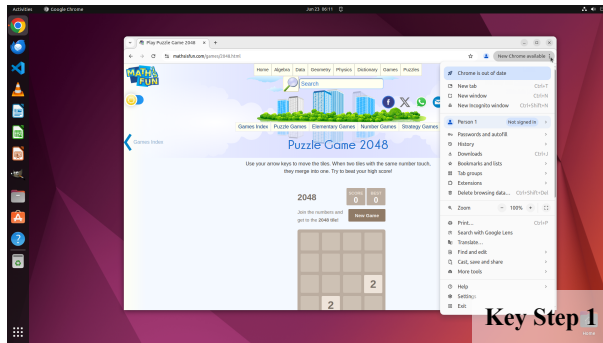 Activities
Google Chrome
Jun 23 06:11
Play Puzzle Game 2048
mathsisfun.com/games/2048.html
New Chrome available
MATH IS FUN
Home
Algebra
Data
Geometry
Physics
Dictionary
Games
Puzzles
Search
Games Index
Puzzle Games
Elementary Games
Number Games
Strategy Games
Games Index
Puzzle Game 2048
Use your arrow keys to move the tiles. When two tiles with the same number touch,
they merge into one. Try to beat your high score!
2048
SCORE
0
BEST
0
Join the numbers and
get to the 2048 tile!
New Game
2
2
Chrome is out of date
New tab Ctrl+T
New window Ctrl+N
New Incognito window Ctrl+Shift+N
Person 1 Not signed in
Passwords and autofill
History
Downloads Ctrl+J
Bookmarks and lists
Tab groups
Extensions
Delete browsing data... Ctrl+Shift+Del
Zoom 100%
Print... Ctrl+P
Search with Google Lens
Translate...
Find and edit
Cast, save and share
More tools
Help
Settings
Exit
Key Step 1
Home